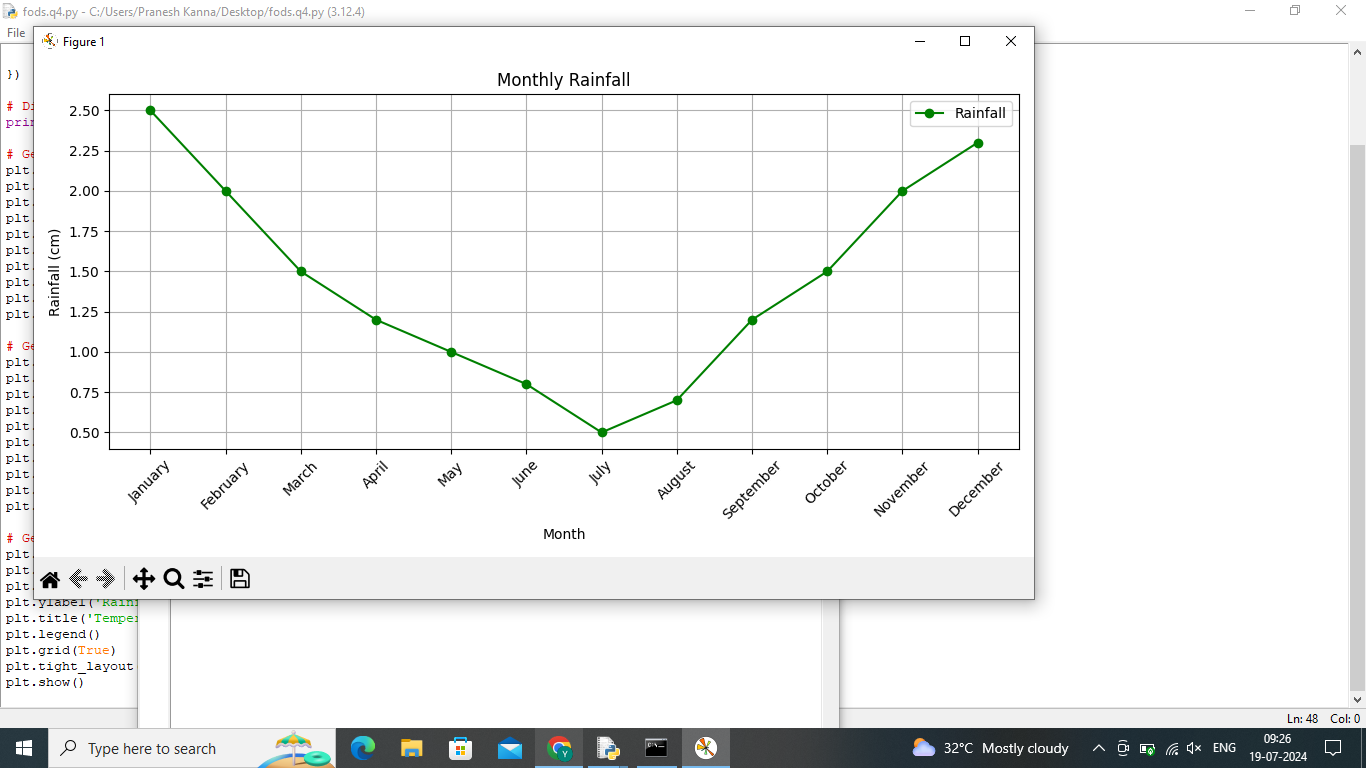 fods.q4.py - C:/Users/Pranesh Kanna/Desktop/fods.q4.py (3.12.4)
File
Figure 1
})
# Di
prin
# Ge
plt.
plt.
plt.
plt.
plt.
plt.
plt.
plt.
plt.
plt.
# Ge
plt.
plt.
plt.
plt.
plt.
plt.
plt.
plt.
plt.
plt.
# Ge
plt.
plt.
plt.
plt.ylabel('Rain
plt.title('Temper
plt.legend()
plt.grid(True)
plt.tight_layout
plt.show()
Monthly Rainfall
Rainfall
2.50
2.25
2.00
1.75
1.50
1.25
1.00
0.75
0.50
Rainfall (cm)
January
February
March
April
May
June
July
August
September
October
November
December
Month
Ln: 48 Col: 0
Type here to search
32°C Mostly cloudy
ENG
09:26
19-07-2024